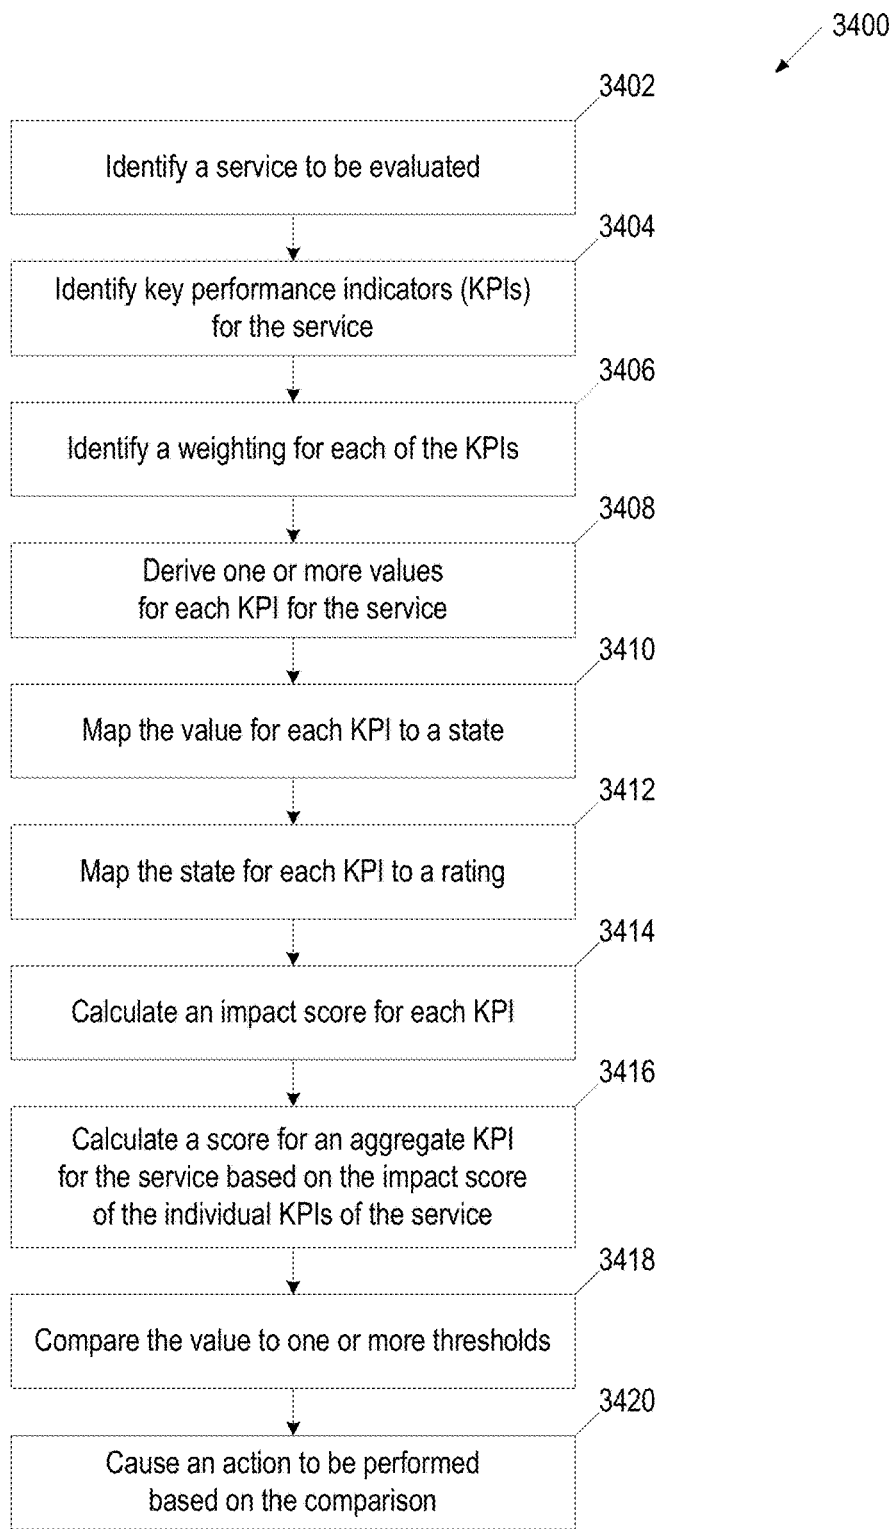 3400
3402
Identify a service to be evaluated
3404
Identify key performance indicators (KPIs)
for the service
3406
Identify a weighting for each of the KPIs
3408
Derive one or more values
for each KPI for the service
3410
Map the value for each KPI to a state
3412
Map the state for each KPI to a rating
3414
Calculate an impact score for each KPI
3416
Calculate a score for an aggregate KPI
for the service based on the impact score
of the individual KPIs of the service
3418
Compare the value to one or more thresholds
3420
Cause an action to be performed
based on the comparison